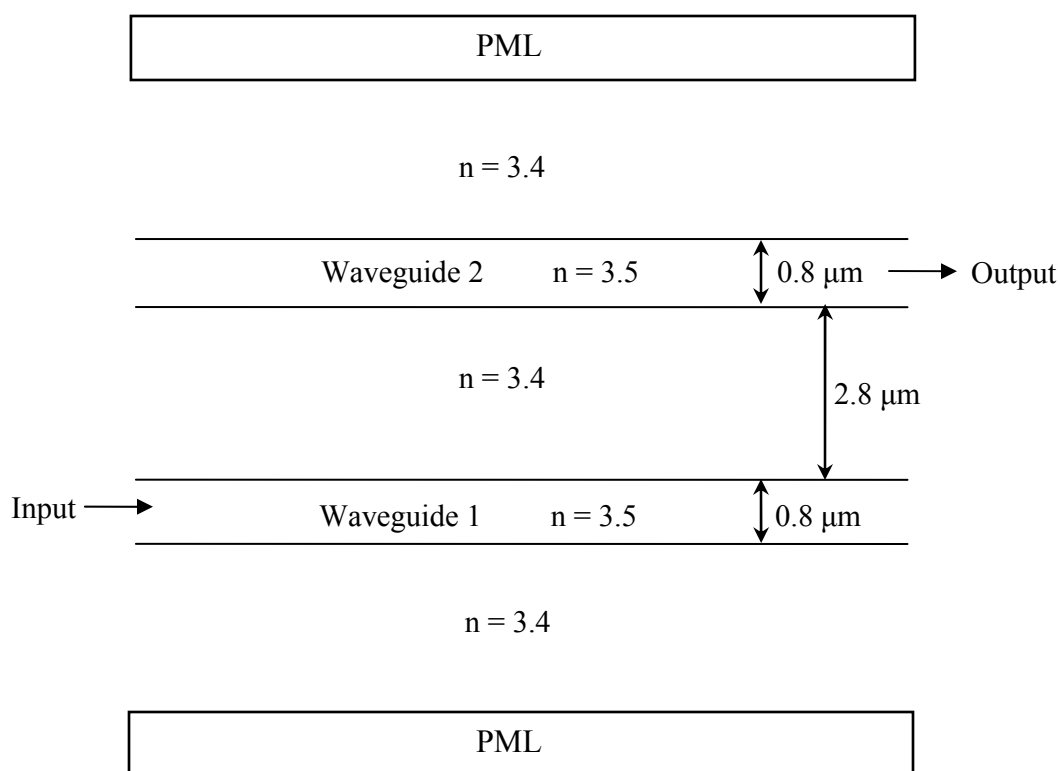 PML
n = 3.4
Waveguide 2 n = 3.5 0.8 μm Output
n = 3.4
2.8 μm
Input Waveguide 1 n = 3.5 0.8 μm
n = 3.4
PML